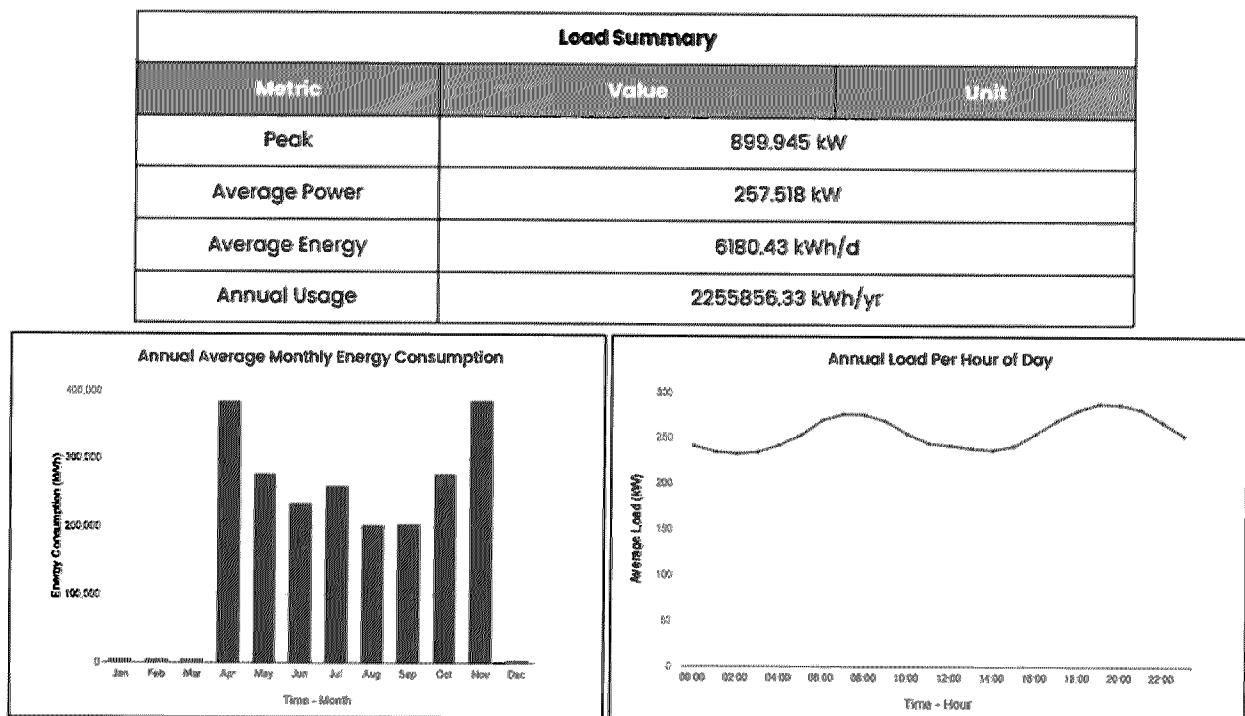 Load Summary
Metric Value Unit
Peak 899.945 kW
Average Power 257.518 kW
Average Energy 6180.43 kWh/d
Annual Usage 2255856.33 kWh/yr
Annual Average Monthly Energy Consumption
Energy Consumption (kWh)
400,000
300,000
200,000
100,000
0
Jan Feb Mar Apr May Jun Jul Aug Sep Oct Nov Dec
Time - Month
Annual Load Per Hour of Day
Average Load (kW)
300
250
200
150
100
50
0
00:00 02:00 04:00 06:00 08:00 10:00 12:00 14:00 16:00 18:00 20:00 22:00
Time - Hour